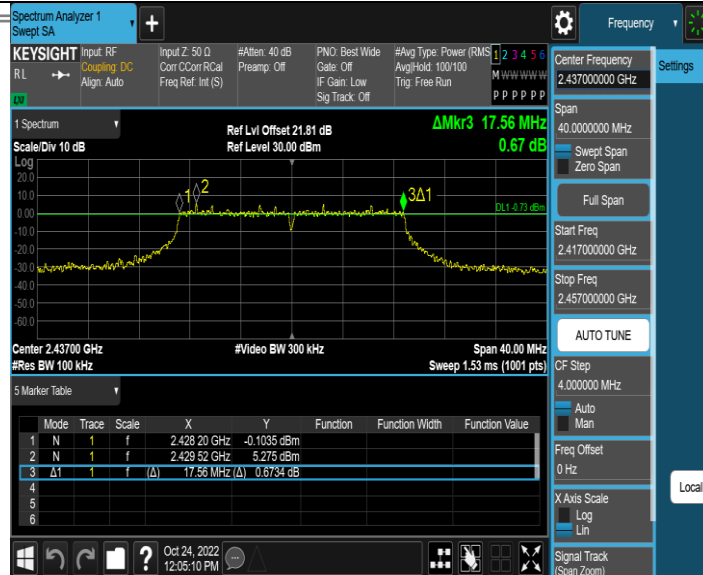 Spectrum Analyzer 1
Swept SA
Frequency
KEYSIGHT
RL
LXI
Input: RF
Coupling: DC
Align: Auto
Input Z: 50 Ω
Corr CCorr RCal
Freq Ref: Int (S)
#Atten: 40 dB
Preamp: Off
PNO: Best Wide
Gate: Off
IF Gain: Low
Sig Track: Off
#Avg Type: Power (RMS
Avg|Hold: 100/100
Trig: Free Run
1 2 3 4 5 6
M W W W W W
P P P P P P
1 Spectrum
Scale/Div 10 dB
Ref Lvl Offset 21.81 dB
Ref Level 30.00 dBm
ΔMkr3 17.56 MHz
0.67 dB
Log
20.0
10.0
0.00
-10.0
-20.0
-30.0
-40.0
-50.0
-60.0
1
2
3Δ1
DL1 -0.73 dBm
Center 2.43700 GHz
#Res BW 100 kHz
#Video BW 300 kHz
Span 40.00 MHz
Sweep 1.53 ms (1001 pts)
5 Marker Table
Mode Trace Scale X Y Function Function Width Function Value
1 N 1 f 2.428 20 GHz -0.1035 dBm
2 N 1 f 2.429 52 GHz 5.275 dBm
3 Δ1 1 f (Δ) 17.56 MHz (Δ) 0.6734 dB
4
5
6
?
Oct 24, 2022
12:05:10 PM
Center Frequency
2.437000000 GHz
Span
40.0000000 MHz
Swept Span
Zero Span
Full Span
Start Freq
2.417000000 GHz
Stop Freq
2.457000000 GHz
AUTO TUNE
CF Step
4.000000 MHz
Auto
Man
Freq Offset
0 Hz
X Axis Scale
Log
Lin
Signal Track
(Span Zoom)
Settings
Local